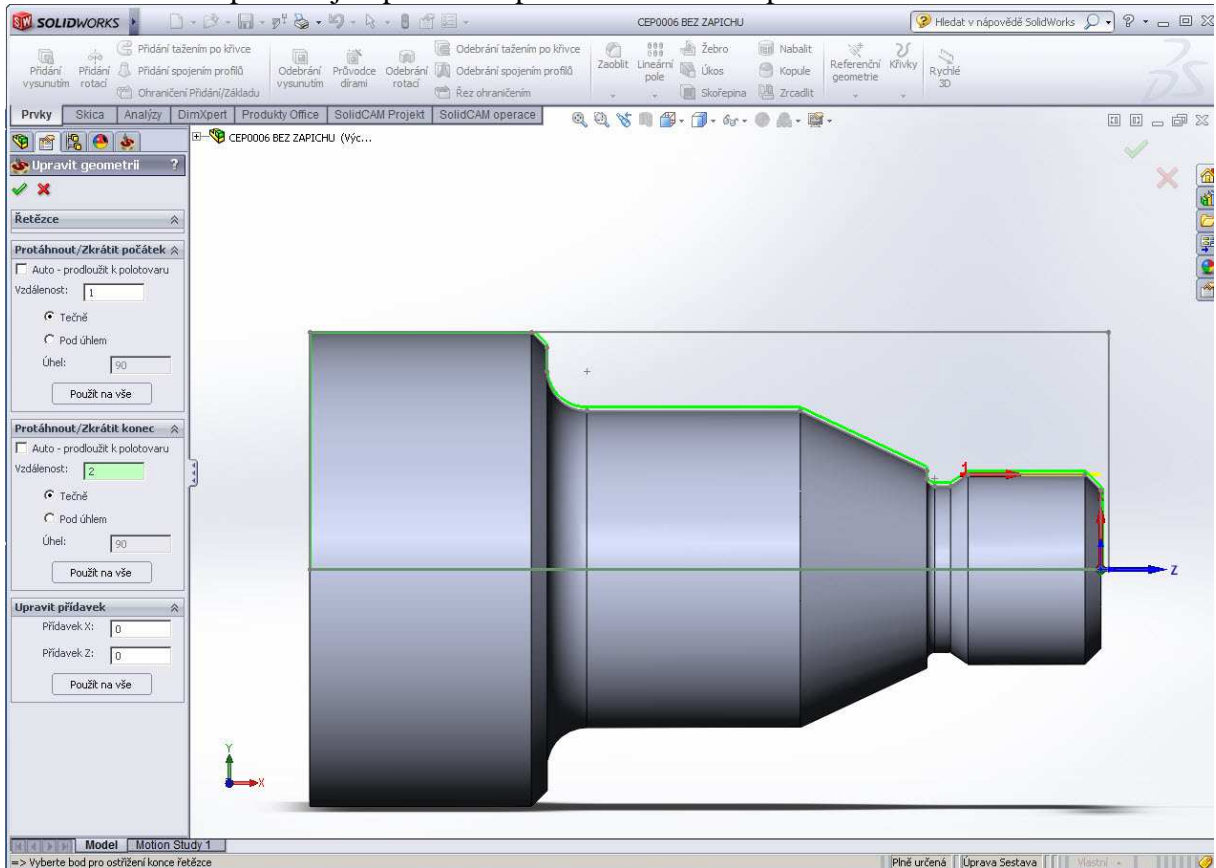 SOLIDWORKS
CEP0006 BEZ ZAPICHU
Hledat v nápovědě SolidWorks
Přidání vysunutím
Přidání rotací
Přidání tažením po křivce
Přidání spojením profilů
Ohraničení Přidání/Základu
Odebrání vysunutím
Průvodce dírami
Odebrání rotací
Odebrání tažením po křivce
Odebrání spojením profilů
Řez ohraničením
Zaoblit
Lineární pole
Žebro
Úkos
Skořepina
Nabalit
Kopule
Zrcadlit
Referenční geometrie
Křivky
Rychlé 3D
Prvky Skica Analýzy DimXpert Produkty Office SolidCAM Projekt SolidCAM operace
CEP0006 BEZ ZAPICHU (Výc...
Upravit geometrii ?
Řetězce
Protáhnout/Zkrátit počátek
Auto - prodloužit k polotovaru
Vzdálenost: 1
Tečně
Pod úhlem
Úhel: 90
Použít na vše
Protáhnout/Zkrátit konec
Auto - prodloužit k polotovaru
Vzdálenost: 2
Tečně
Pod úhlem
Úhel: 90
Použít na vše
Upravit přídavek
Přídavek X: 0
Přídavek Z: 0
Použít na vše
1
Z
Y
X
Model Motion Study 1
=> Vyberte bod pro ostřižení konce řetězce
Plně určená Úprava Sestava Vlastní